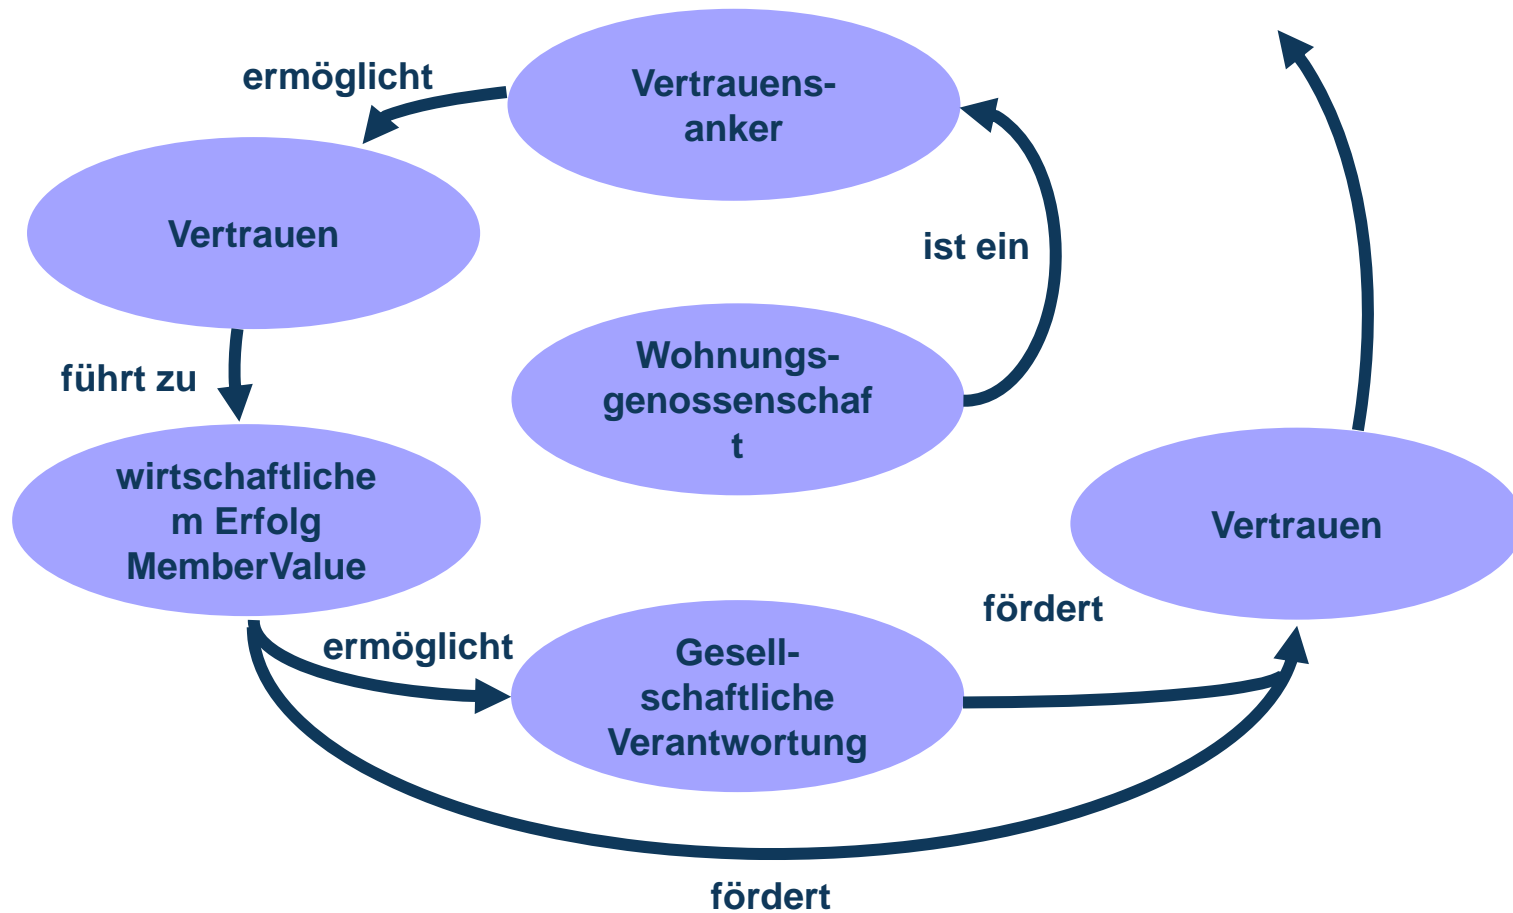 ermöglicht
Vertrauens-
anker
Vertrauen
ist ein
führt zu
Wohnungs-
genossenschaf
t
wirtschaftliche
m Erfolg
MemberValue
Vertrauen
fördert
ermöglicht
Gesell-
schaftliche
Verantwortung
fördert